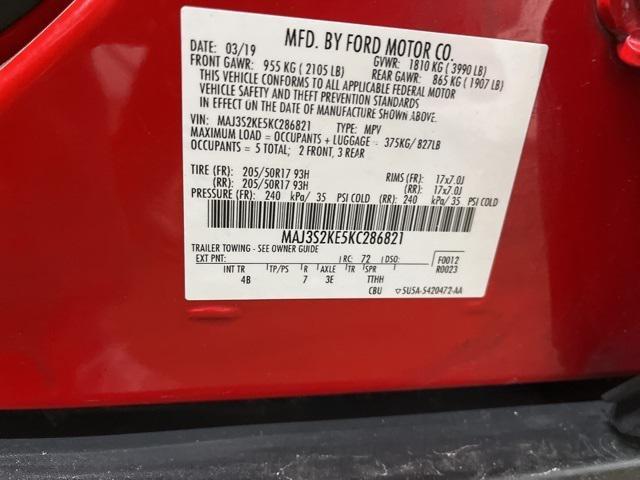 MFD. BY FORD MOTOR CO.
DATE: 03/19 GVWR: 1810 KG ( 3990 LB)
FRONT GAWR: 955 KG ( 2105 LB) REAR GAWR: 865 KG ( 1907 LB)
THIS VEHICLE CONFORMS TO ALL APPLICABLE FEDERAL MOTOR
VEHICLE SAFETY AND THEFT PREVENTION STANDARDS
IN EFFECT ON THE DATE OF MANUFACTURE SHOWN ABOVE.
VIN: MAJ3S2KE5KC286821 TYPE: MPV
MAXIMUM LOAD = OCCUPANTS + LUGGAGE = 375KG/ 827LB
OCCUPANTS = 5 TOTAL; 2 FRONT, 3 REAR
TIRE (FR): 205/50R17 93H RIMS (FR): 17x7.0J
(RR): 205/50R17 93H (RR): 17x7.0J
PRESSURE (FR): 240 kPa/ 35 PSI COLD (RR): 240 kPa/ 35 PSI COLD
MAJ3S2KE5KC286821
TRAILER TOWING - SEE OWNER GUIDE
EXT PNT: RC: 72 DSO: F0012
R0023
INT TR TP/PS R AXLE TR SPR
4B 7 3E TTHH
CBU ▽5U5A-5420472-AA